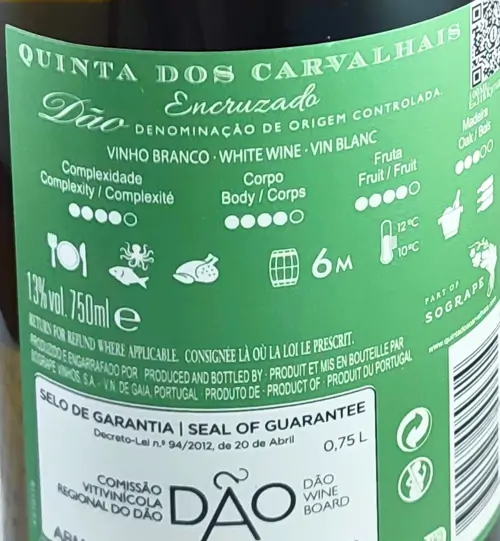 QUINTA DOS CARVALHAIS
Encruzado
Dão DENOMINAÇÃO DE ORIGEM CONTROLADA.
VINHO BRANCO · WHITE WINE · VIN BLANC
Complexidade
Complexity / Complexité
Corpo
Body / Corps
Fruta
Fruit / Fruit
Madeira
Oak / Bois
6M
12ºC
10ºC
13%vol. 750ml e
PART OF
SOGRAPE
RETURN FOR REFUND WHERE APPLICABLE. CONSIGNÉE LÀ OÙ LA LOI LE PRESCRIT.
PRODUZIDO E ENGARRAFADO POR · PRODUCED AND BOTTLED BY · PRODUIT ET MIS EN BOUTEILLE PAR
SOGRAPE VINHOS, S.A. - V.N. DE GAIA, PORTUGAL · PRODUTO DE · PRODUCT OF · PRODUIT DU PORTUGAL
SELO DE GARANTIA | SEAL OF GUARANTEE
Decreto-Lei n.º 94/2012, de 20 de Abril
0,75 L
COMISSÃO
VITIVINÍCOLA
REGIONAL DO DÃO
DÃO
DÃO
WINE
BOARD